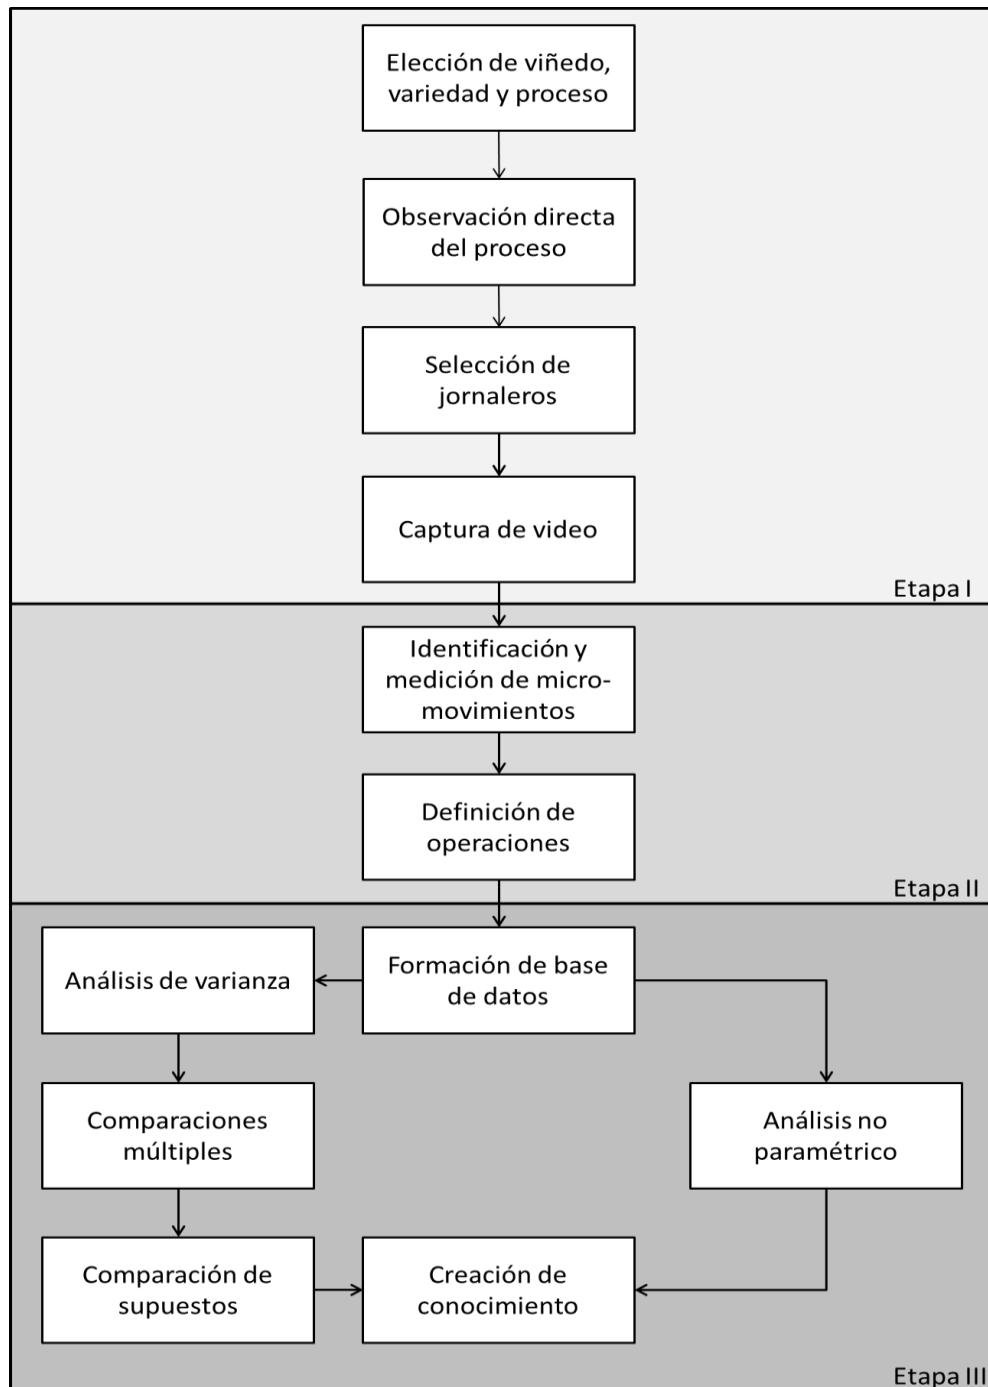 Elección de viñedo,
variedad y proceso
Observación directa
del proceso
Selección de
jornaleros
Captura de video
Etapa I
Identificación y
medición de micro-
movimientos
Definición de
operaciones
Etapa II
Formación de base
de datos
Análisis de varianza
Comparaciones
múltiples
Análisis no
paramétrico
Comparación de
supuestos
Creación de
conocimiento
Etapa III